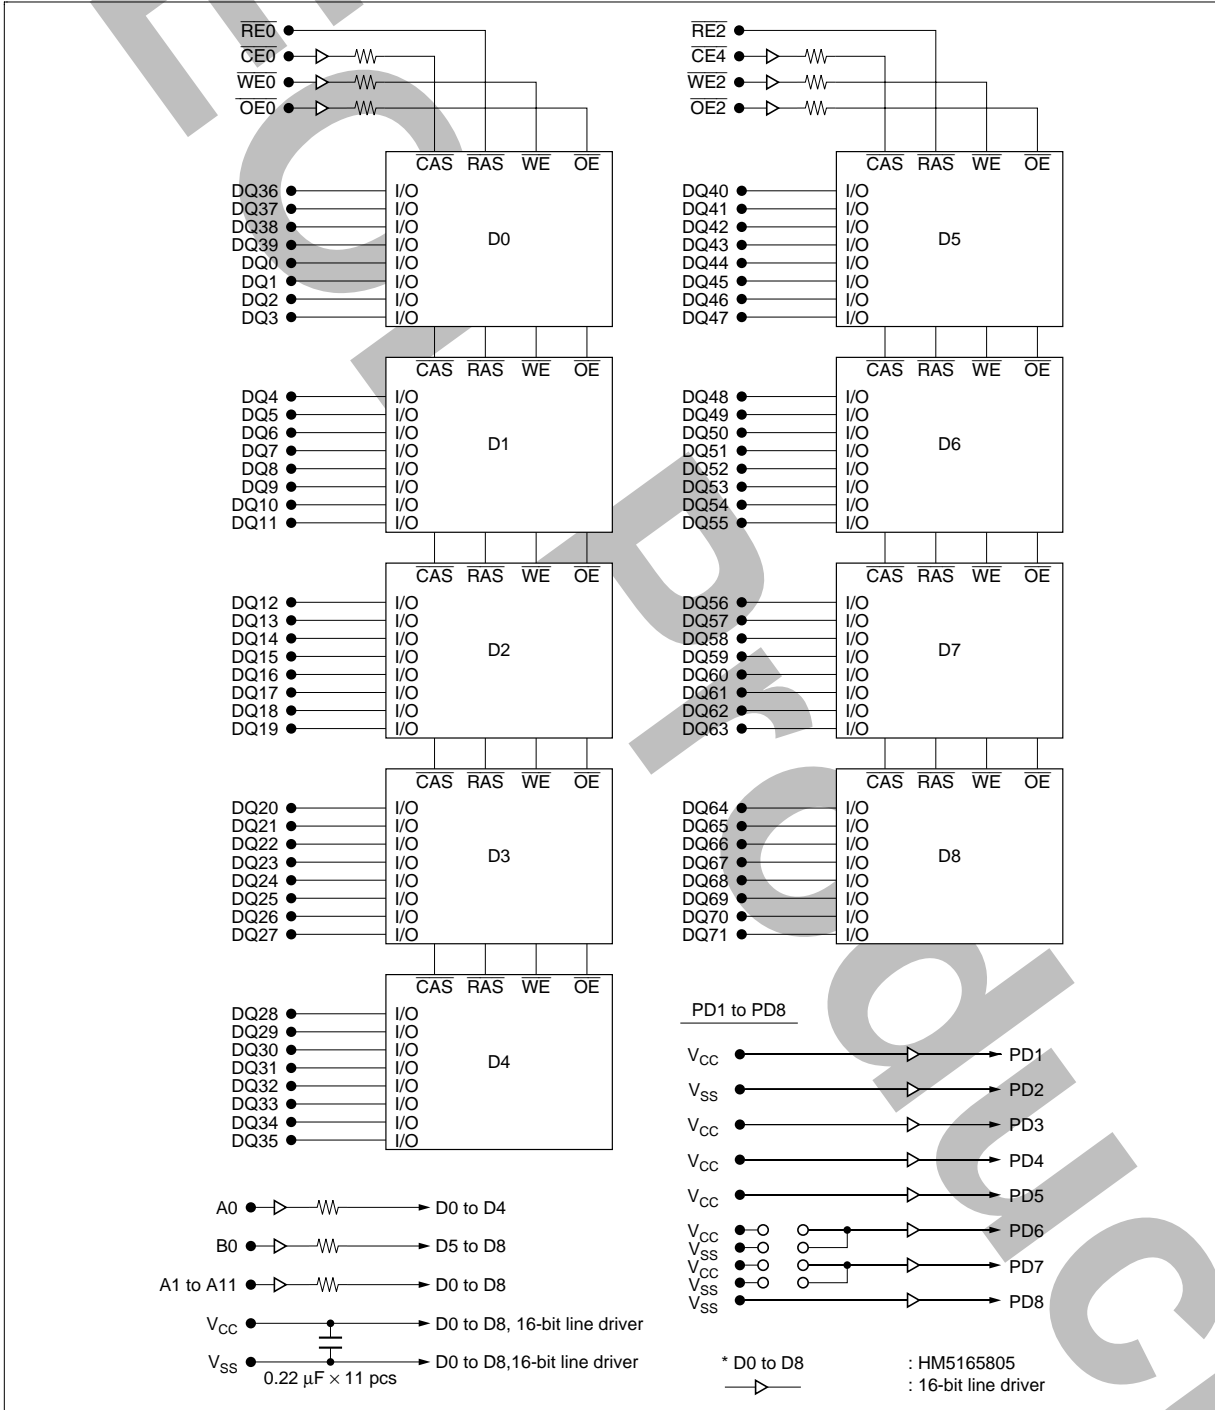 RE0
CE0
WE0
OE0
CAS RAS WE OE
DQ36 I/O
DQ37 I/O
DQ38 I/O
DQ39 I/O
DQ0 I/O
DQ1 I/O
DQ2 I/O
DQ3 I/O
D0
CAS RAS WE OE
DQ4 I/O
DQ5 I/O
DQ6 I/O
DQ7 I/O
DQ8 I/O
DQ9 I/O
DQ10 I/O
DQ11 I/O
D1
CAS RAS WE OE
DQ12 I/O
DQ13 I/O
DQ14 I/O
DQ15 I/O
DQ16 I/O
DQ17 I/O
DQ18 I/O
DQ19 I/O
D2
CAS RAS WE OE
DQ20 I/O
DQ21 I/O
DQ22 I/O
DQ23 I/O
DQ24 I/O
DQ25 I/O
DQ26 I/O
DQ27 I/O
D3
CAS RAS WE OE
DQ28 I/O
DQ29 I/O
DQ30 I/O
DQ31 I/O
DQ32 I/O
DQ33 I/O
DQ34 I/O
DQ35 I/O
D4
A0 D0 to D4
B0 D5 to D8
A1 to A11 D0 to D8
VCC D0 to D8, 16-bit line driver
VSS D0 to D8,16-bit line driver
0.22 µF × 11 pcs
RE2
CE4
WE2
OE2
CAS RAS WE OE
DQ40 I/O
DQ41 I/O
DQ42 I/O
DQ43 I/O
DQ44 I/O
DQ45 I/O
DQ46 I/O
DQ47 I/O
D5
CAS RAS WE OE
DQ48 I/O
DQ49 I/O
DQ50 I/O
DQ51 I/O
DQ52 I/O
DQ53 I/O
DQ54 I/O
DQ55 I/O
D6
CAS RAS WE OE
DQ56 I/O
DQ57 I/O
DQ58 I/O
DQ59 I/O
DQ60 I/O
DQ61 I/O
DQ62 I/O
DQ63 I/O
D7
CAS RAS WE OE
DQ64 I/O
DQ65 I/O
DQ66 I/O
DQ67 I/O
DQ68 I/O
DQ69 I/O
DQ70 I/O
DQ71 I/O
D8
PD1 to PD8
VCC PD1
VSS PD2
VCC PD3
VCC PD4
VCC PD5
VCC PD6
VSS
VCC PD7
VSS
VSS PD8
* D0 to D8 : HM5165805
: 16-bit line driver
Product